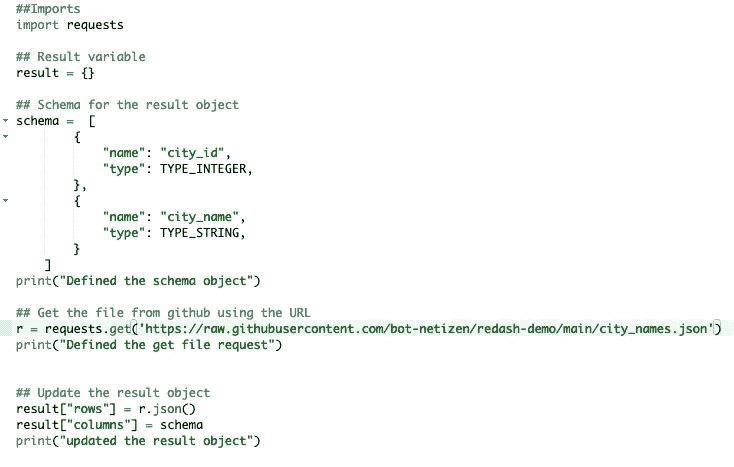 ##Imports
import requests
## Result variable
result = {}
## Schema for the result object
schema = [
{
"name": "city_id",
"type": TYPE_INTEGER,
},
{
"name": "city_name",
"type": TYPE_STRING,
}
]
print("Defined the schema object")
## Get the file from github using the URL
r = requests.get('https://raw.githubusercontent.com/bot-netizen/redash-demo/main/city_names.json')
print("Defined the get file request")
## Update the result object
result["rows"] = r.json()
result["columns"] = schema
print("updated the result object")